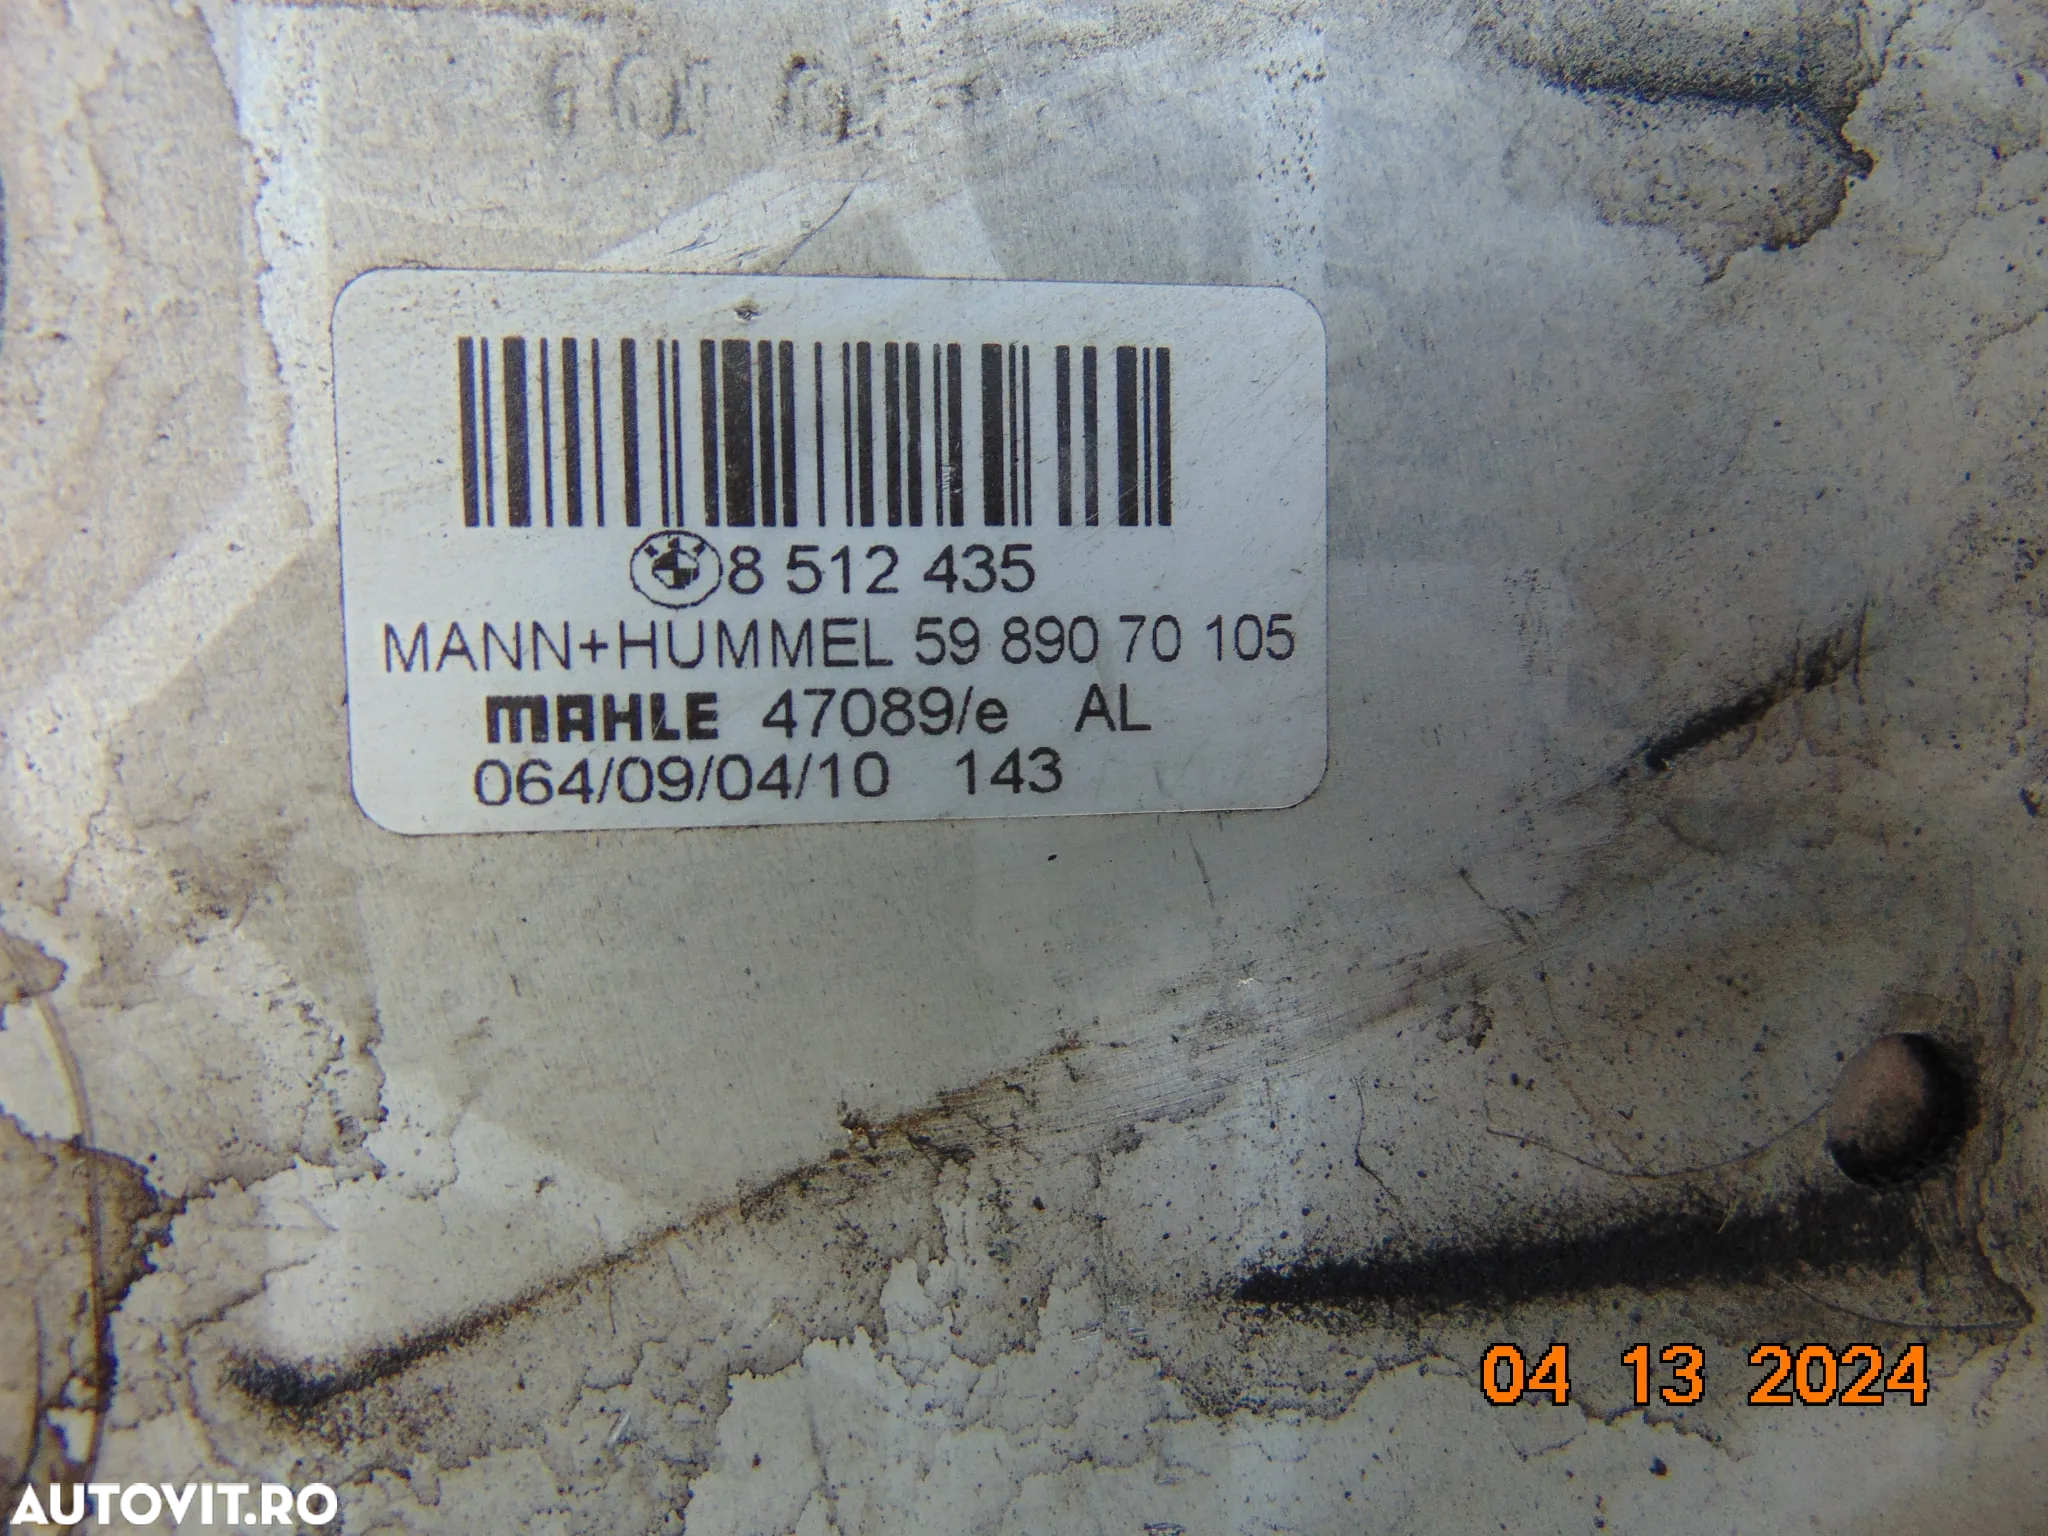 8 512 435
MANN+HUMMEL 59 890 70 105
MAHLE 47089/e AL
064/09/04/10 143
04 13 2024
AUTOVIT.RO